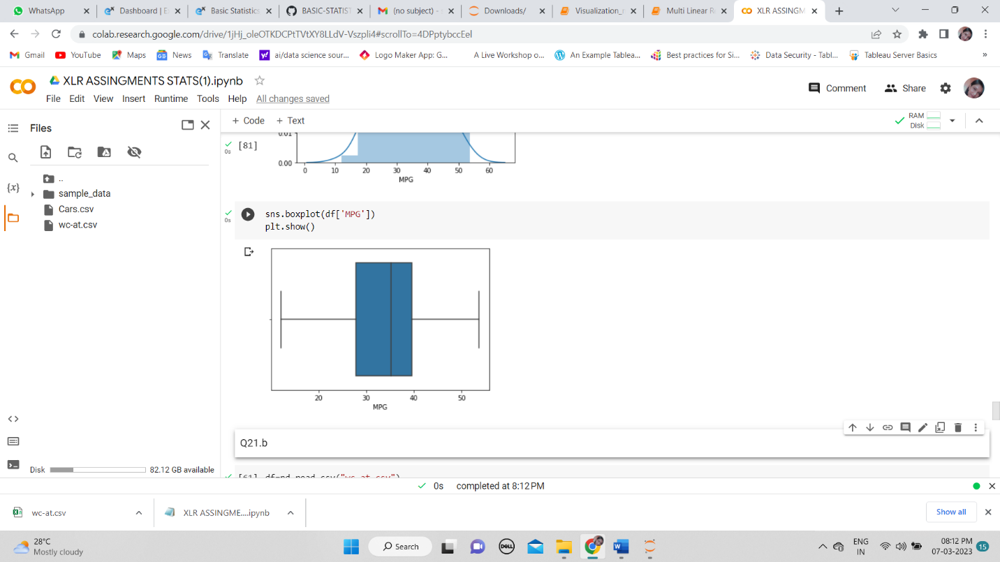 WhatsApp
Dashboard | E
Basic Statistics
BASIC-STATIST
(no subject) -
Downloads/
Visualization_
Multi Linear R
XLR ASSINGM
colab.research.google.com/drive/1jHj_oleOTKDCPtTVtXY8LLdV-Vszpli4#scrollTo=4DPptybccEel
Gmail
YouTube
Maps
News
Translate
ai/data science sour...
Logo Maker App: G...
A Live Workshop o...
An Example Tablea...
Best practices for Si...
Data Security - Tabl...
Tableau Server Basics
»
XLR ASSINGMENTS STATS(1).ipynb
File Edit View Insert Runtime Tools Help All changes saved
Comment
Share
Files
+ Code + Text
RAM
Disk
..
sample_data
Cars.csv
wc-at.csv
{x}
0s
[81]
0.01
0.00
0 10 20 30 40 50 60
MPG
0s
sns.boxplot(df['MPG'])
plt.show()
20 30 40 50
MPG
Q21.b
[61] df=pd.read_csv("wc-at.csv")
Disk 82.12 GB available
0s completed at 8:12 PM
wc-at.csv
XLR ASSINGME....ipynb
Show all
28°C
Mostly cloudy
Search
DELL
ENG
IN
08:12 PM
07-03-2023
15